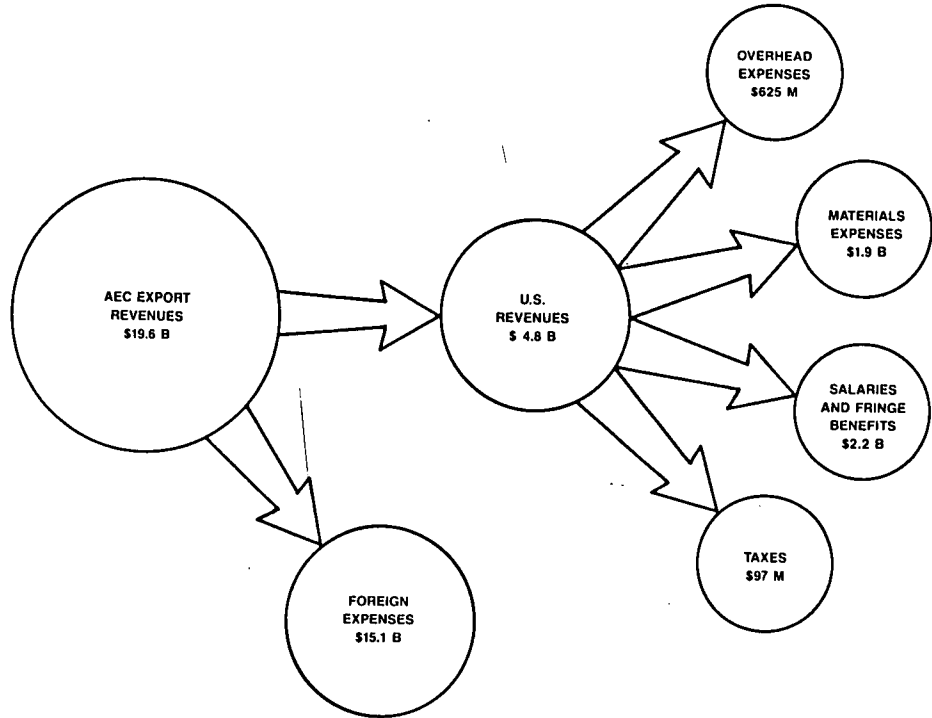 OVERHEAD
EXPENSES
$625 M
MATERIALS
EXPENSES
$1.9 B
AEC EXPORT
REVENUES
$19.6 B
U.S.
REVENUES
$ 4.8 B
SALARIES
AND FRINGE
BENEFITS
$2.2 B
TAXES
$97 M
FOREIGN
EXPENSES
$15.1 B